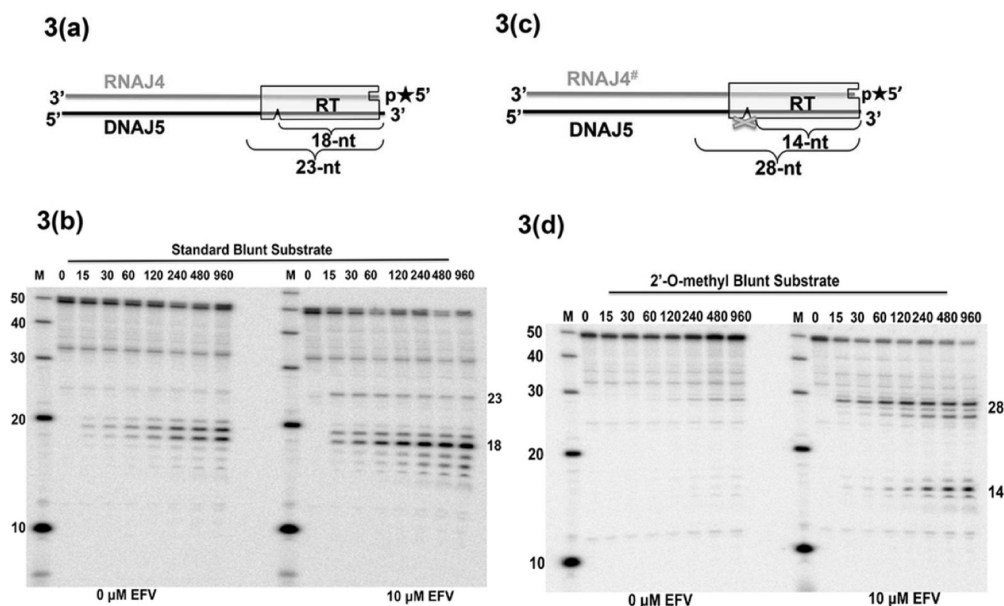 3(a)
RNAJ4
3’
p★5’
RT
5’
DNAJ5
3’
18-nt
23-nt
3(c)
RNAJ4#
3’
p★5’
RT
5’
DNAJ5
3’
14-nt
28-nt
3(b)
Standard Blunt Substrate
M 0 15 30 60 120 240 480 960
M 0 15 30 60 120 240 480 960
50
40
30
20
10
23
18
0 µM EFV
10 µM EFV
3(d)
2’-O-methyl Blunt Substrate
M 0 15 30 60 120 240 480 960
M 0 15 30 60 120 240 480 960
50
40
30
20
10
28
14
0 µM EFV
10 µM EFV